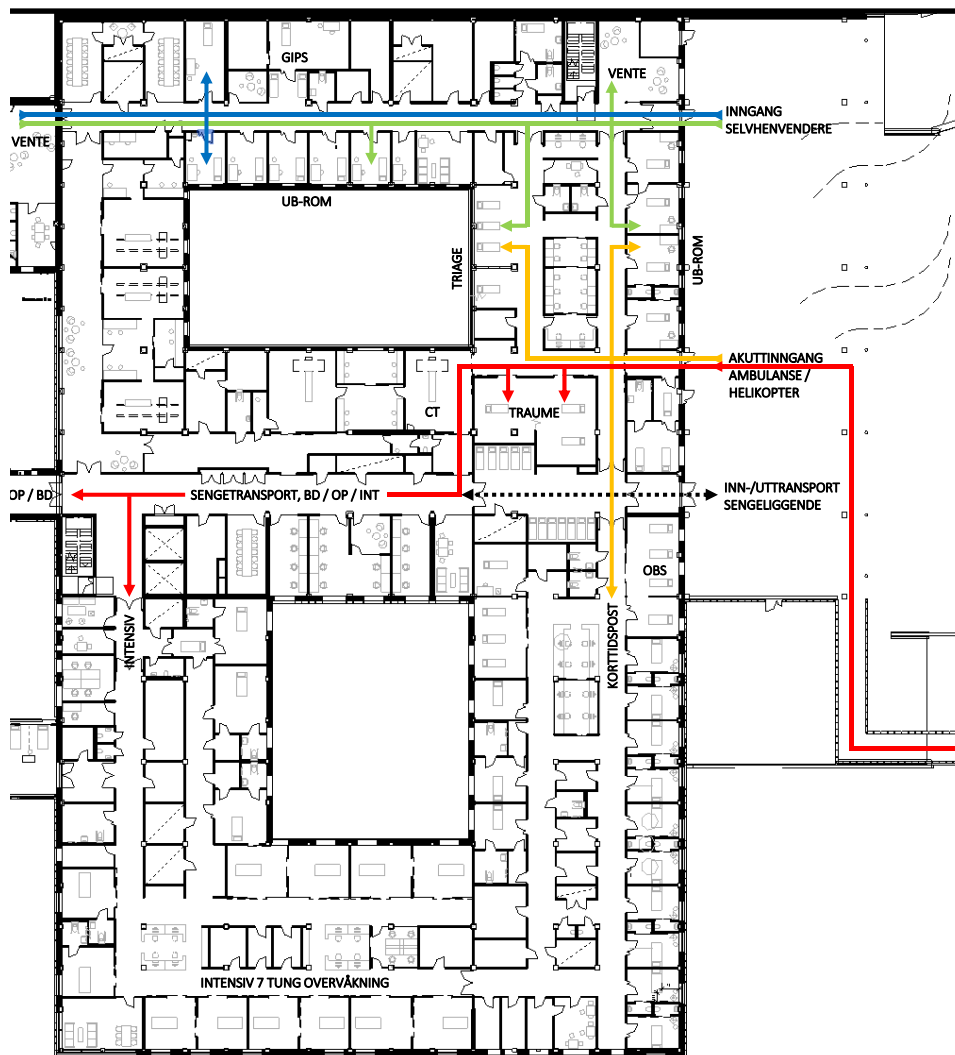 GIPS
VENTE
INNGANG
SELVHENVENDERE
VENTE
UB-ROM
TRIAGE
UB-ROM
AKUTTINNGANG
AMBULANSE /
HELIKOPTER
CT
TRAUME
OP / BD
SENGETRANSPORT, BD / OP / INT
INN-/UTTRANSPORT
SENGELIGGENDE
OBS
INTENSIV
KORTTIDSPOST
INTENSIV 7 TUNG OVERVÅKNING